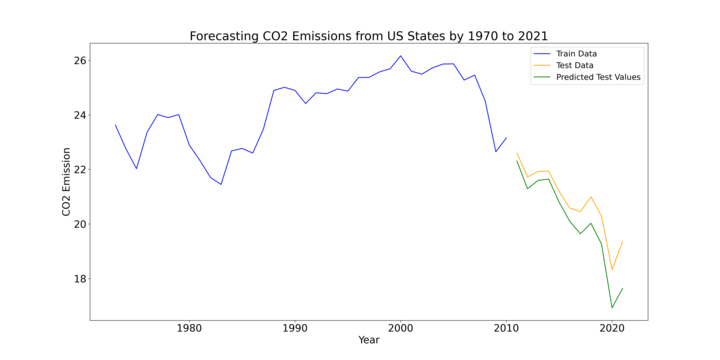 Forecasting CO2 Emissions from US States by 1970 to 2021
Train Data
Test Data
Predicted Test Values
CO2 Emission
26
24
22
20
18
1980
1990
2000
2010
2020
Year